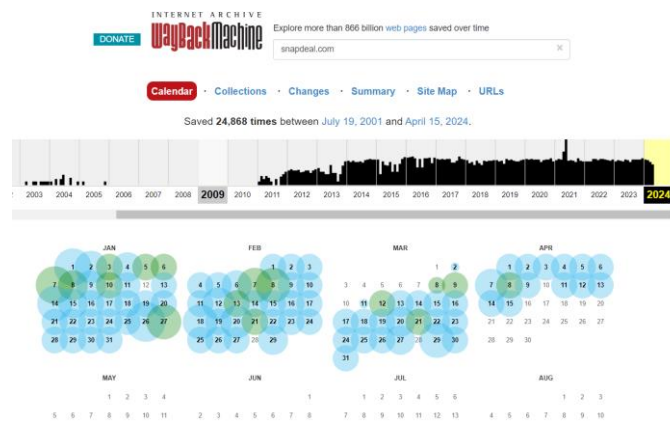 INTERNET ARCHIVE
DONATE
WayBackMachine
Explore more than 866 billion web pages saved over time
snapdeal.com ×
Calendar · Collections · Changes · Summary · Site Map · URLs
Saved 24,868 times between July 19, 2001 and April 15, 2024.
2003 2004 2005 2006 2007 2008 2009 2010 2011 2012 2013 2014 2015 2016 2017 2018 2019 2020 2021 2022 2023 2024
JAN FEB MAR APR
1 2 3 4 5 6 1 2 3 1 2 1 2 3 4 5 6
7 8 9 10 11 12 13 4 5 6 7 8 9 10 3 4 5 6 7 8 9 7 8 9 10 11 12 13
14 15 16 17 18 19 20 11 12 13 14 15 16 17 10 11 12 13 14 15 16 14 15 16 17 18 19 20
21 22 23 24 25 26 27 18 19 20 21 22 23 24 17 18 19 20 21 22 23 21 22 23 24 25 26 27
28 29 30 31 25 26 27 28 29 24 25 26 27 28 29 30 28 29 30
31
MAY JUN JUL AUG
1 2 3 4 1 1 2 3 4 5 6 1 2 3
5 6 7 8 9 10 11 2 3 4 5 6 7 8 7 8 9 10 11 12 13 4 5 6 7 8 9 10